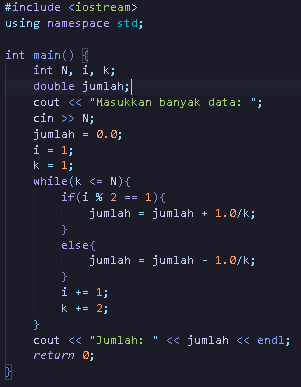 #include <iostream>
using namespace std;

int main() {
    int N, i, k;
    double jumlah;
    cout << "Masukkan banyak data: ";
    cin >> N;
    jumlah = 0.0;
    i = 1;
    k = 1;
    while(k <= N){
        if(i % 2 == 1){
            jumlah = jumlah + 1.0/k;
        }
        else{
            jumlah = jumlah - 1.0/k;
        }
        i += 1;
        k += 2;
    }
    cout << "Jumlah: " << jumlah << endl;
    return 0;
}